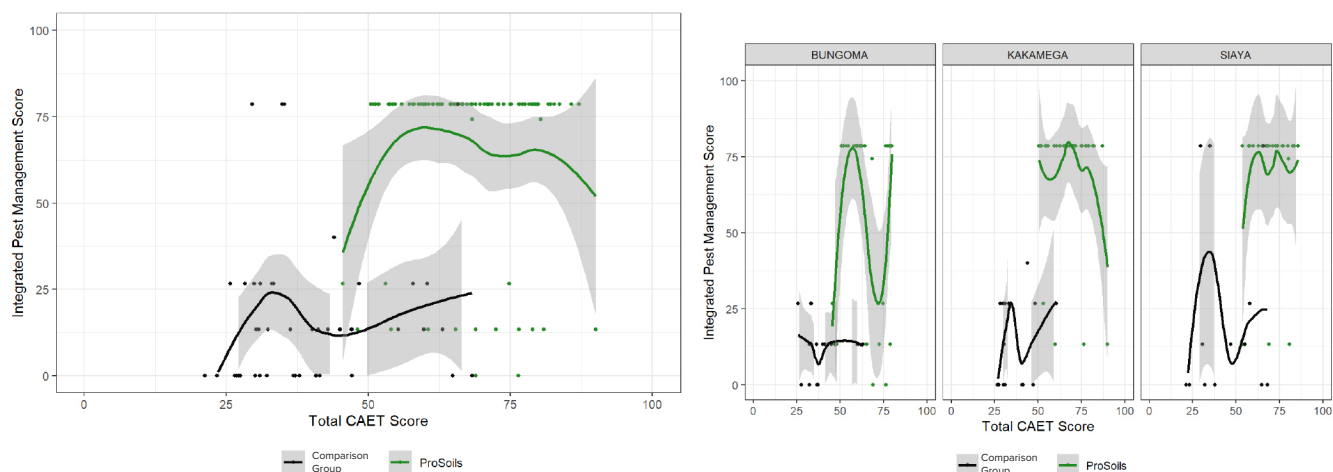 Integrated Pest Management Score
100
75
50
25
0
0 25 50 75 100
Total CAET Score
Comparison
Group
ProSoils
BUNGOMA KAKAMEGA SIAYA
Integrated Pest Management Score
100
75
50
25
0
0 25 50 75 100 0 25 50 75 100 0 25 50 75 100
Total CAET Score
Comparison
Group
ProSoils